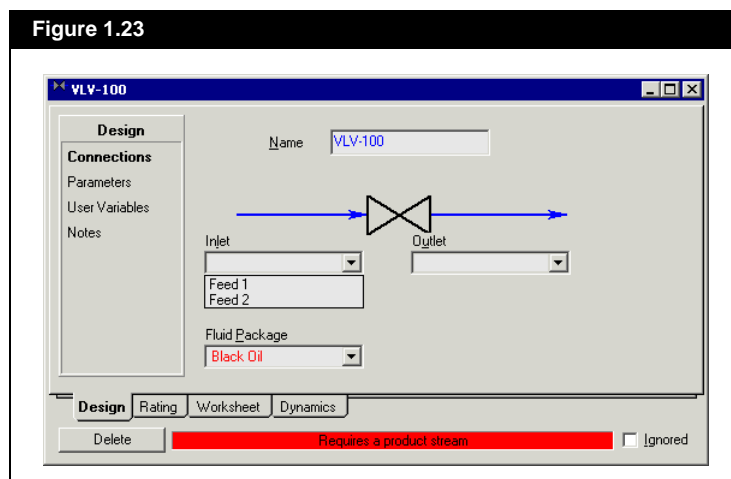 Figure 1.23
VLV-100
Design
Connections
Parameters
User Variables
Notes
Name VLV-100
Inlet Outlet
Feed 1
Feed 2
Fluid Package
Black Oil
Design Rating Worksheet Dynamics
Delete Requires a product stream Ignored